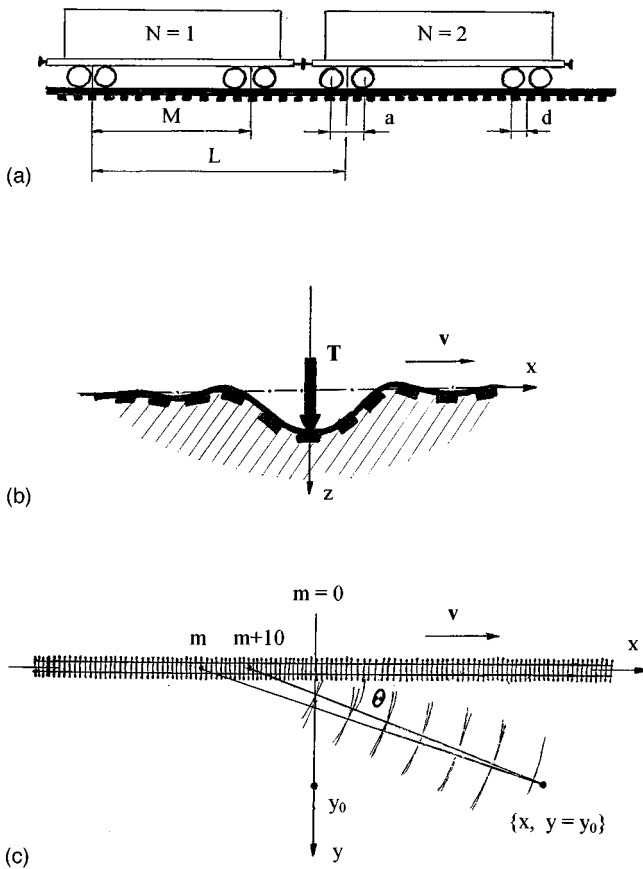 N = 1
N = 2
M
a
d
L
(a)
T
v
x
z
(b)
m = 0
m
m+10
v
x
Θ
y₀
{x, y = y₀}
y
(c)